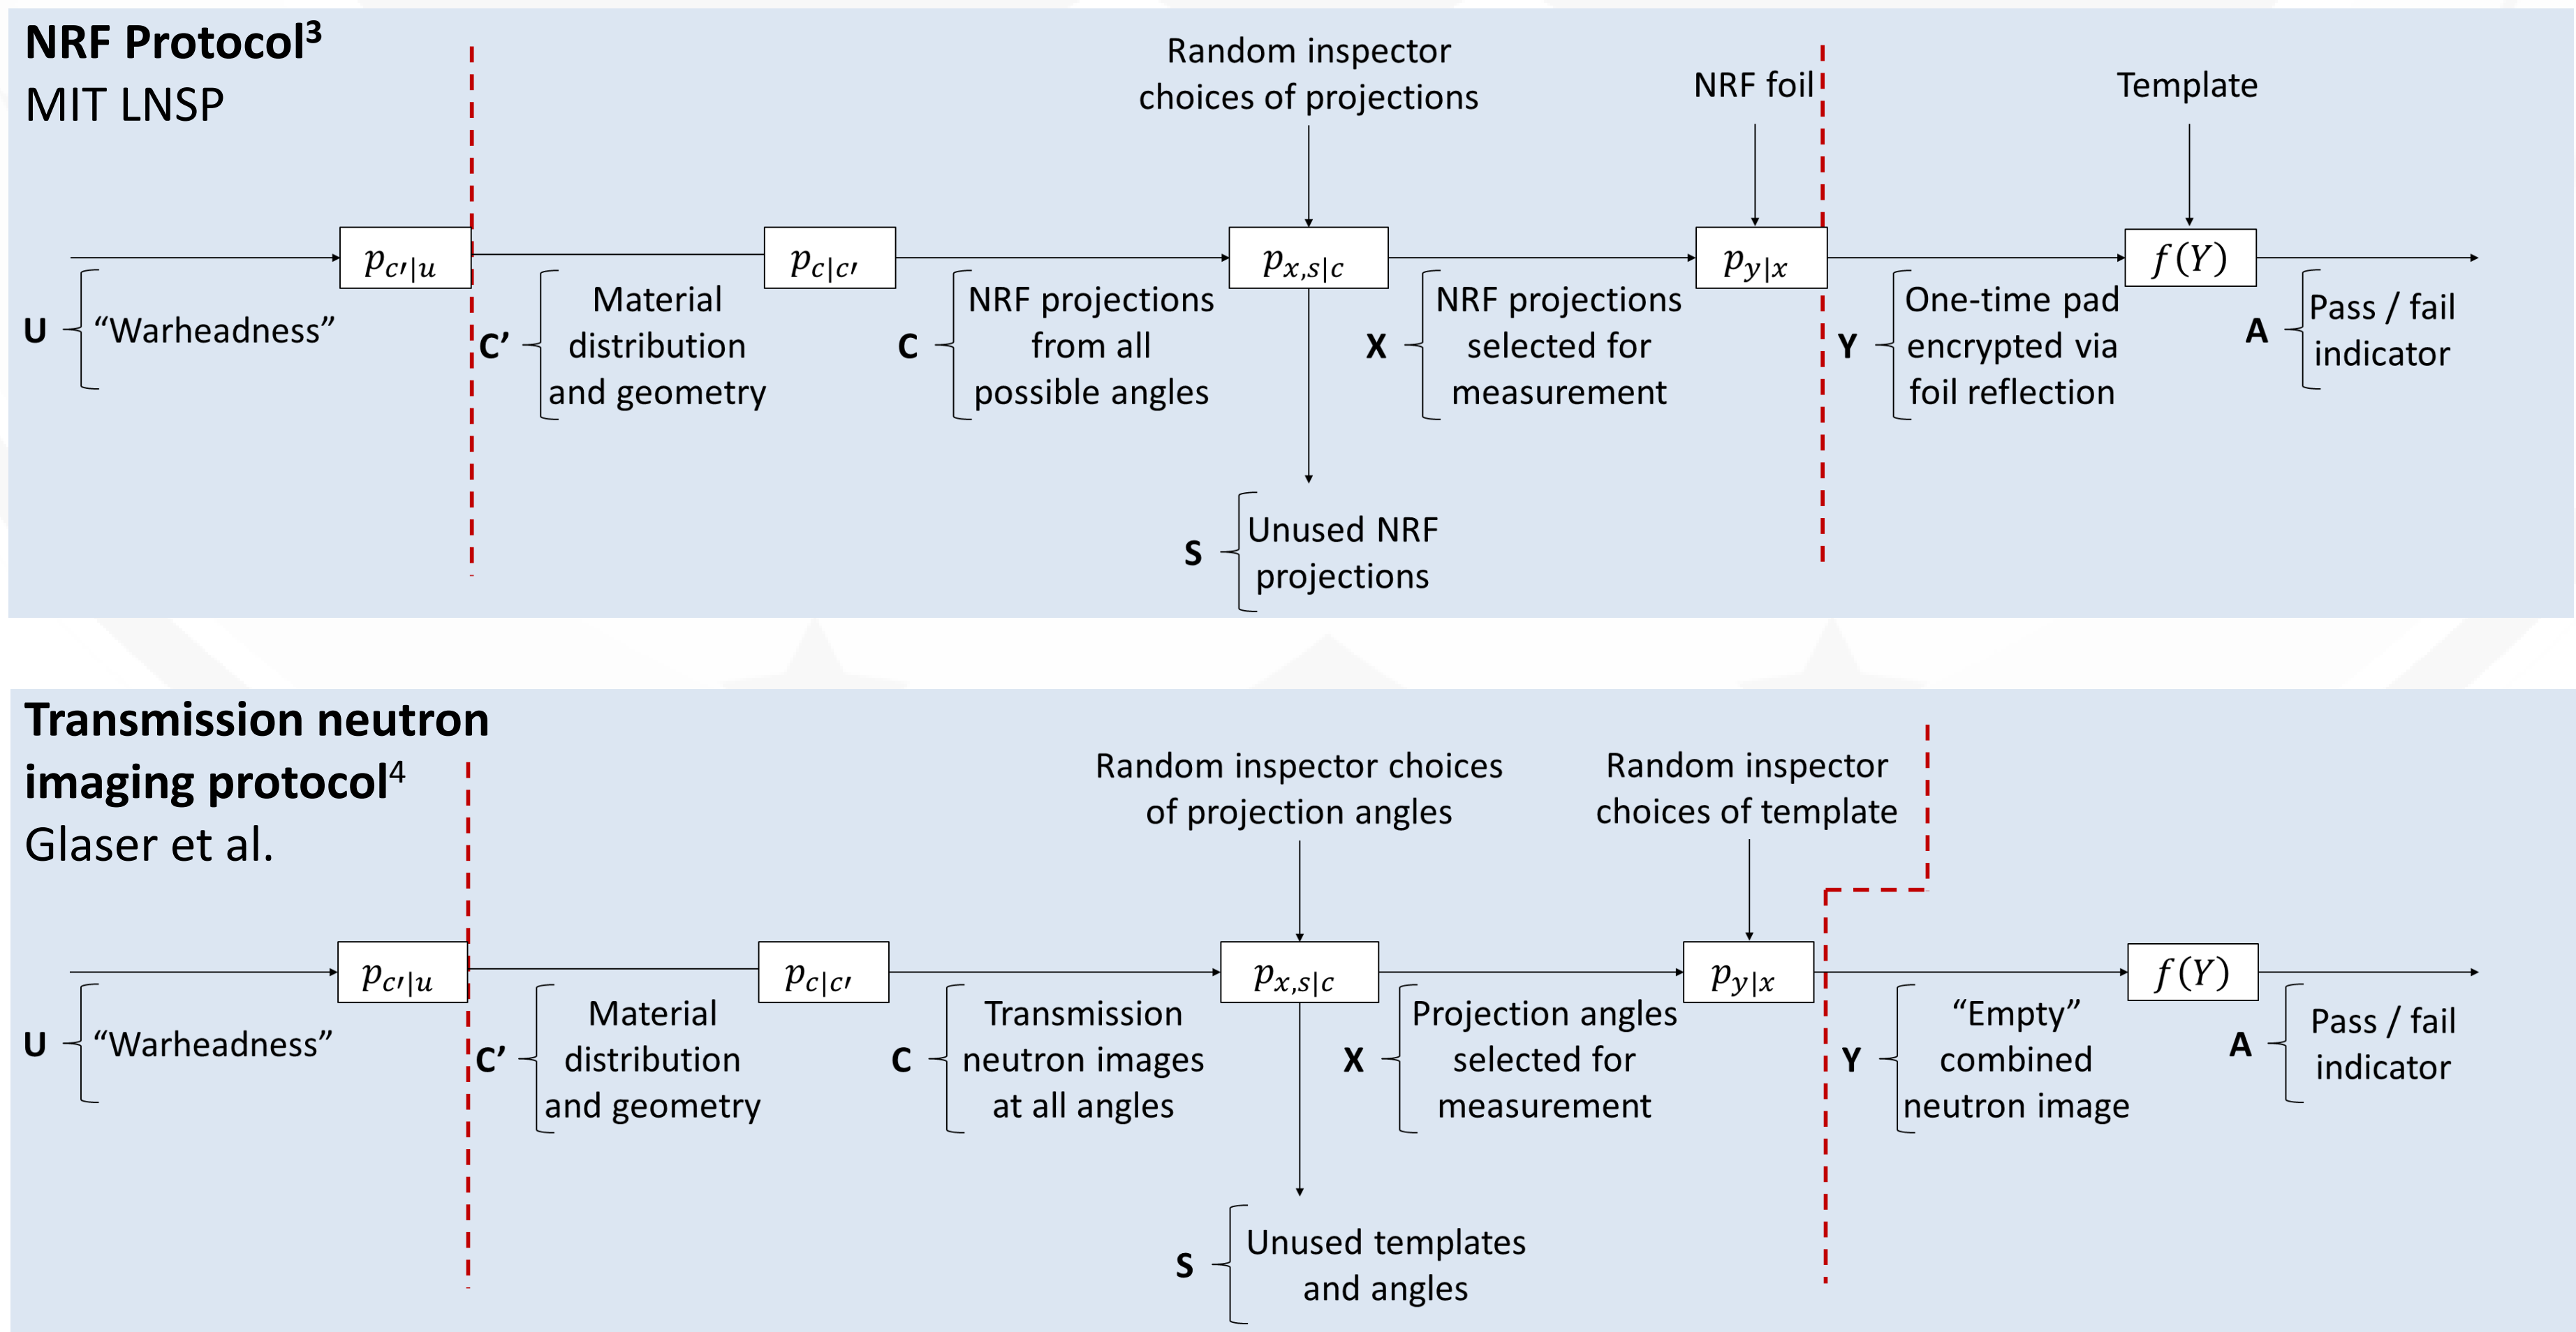 NRF Protocol³
MIT LNSP
Random inspector
choices of projections
NRF foil
Template
p_{c′|u}
p_{c|c′}
p_{x,s|c}
p_{y|x}
f(Y)
U
“Warheadness”
C’
Material
distribution
and geometry
C
NRF projections
from all
possible angles
X
NRF projections
selected for
measurement
Y
One-time pad
encrypted via
foil reflection
A
Pass / fail
indicator
S
Unused NRF
projections
Transmission neutron
imaging protocol⁴
Glaser et al.
Random inspector choices
of projection angles
Random inspector
choices of template
p_{c′|u}
p_{c|c′}
p_{x,s|c}
p_{y|x}
f(Y)
U
“Warheadness”
C’
Material
distribution
and geometry
C
Transmission
neutron images
at all angles
X
Projection angles
selected for
measurement
Y
“Empty”
combined
neutron image
A
Pass / fail
indicator
S
Unused templates
and angles